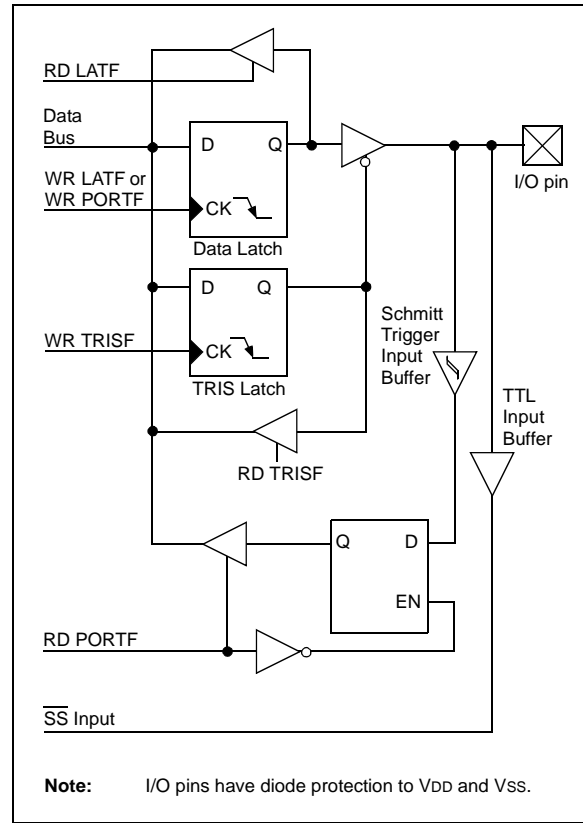 RD LATF
Data
Bus
D Q
I/O pin
WR LATF or
WR PORTF
CK
Data Latch
D Q
Schmitt
Trigger
Input
Buffer
WR TRISF
CK
TRIS Latch
TTL
Input
Buffer
RD TRISF
Q D
EN
RD PORTF
SS Input
Note: I/O pins have diode protection to VDD and VSS.